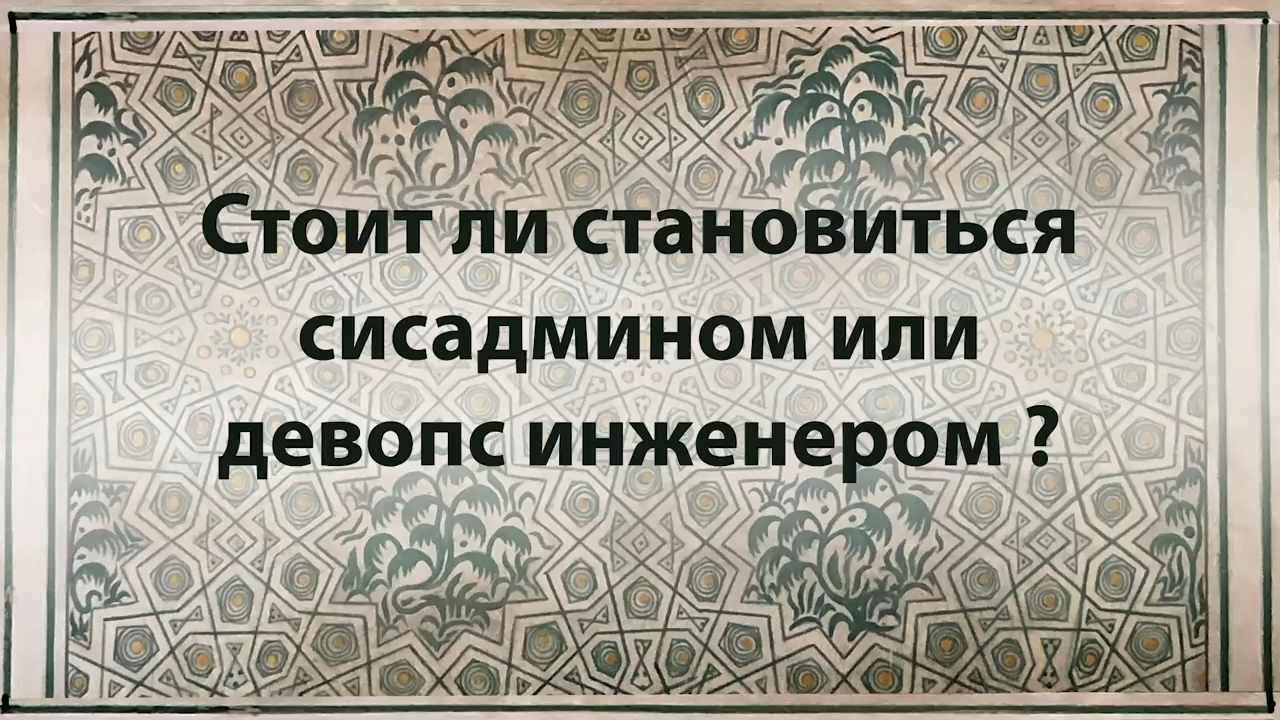 Стоит ли становиться
сисадмином или
девопс инженером ?